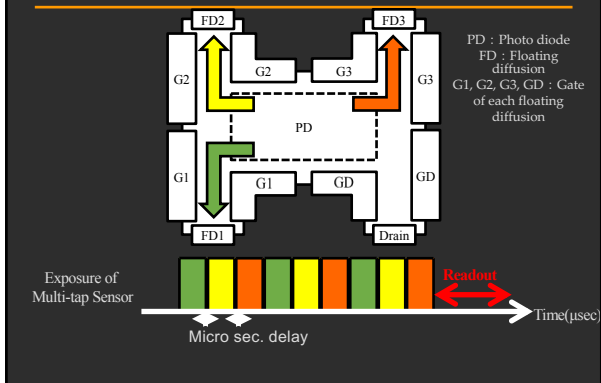 FD2
FD3
PD : Photo diode
FD : Floating
diffusion
G1, G2, G3, GD : Gate
of each floating
diffusion
G2
G2
G3
G3
PD
G1
G1
GD
GD
FD1
Drain
Exposure of
Multi-tap Sensor
Readout
Time(μsec)
Micro sec. delay